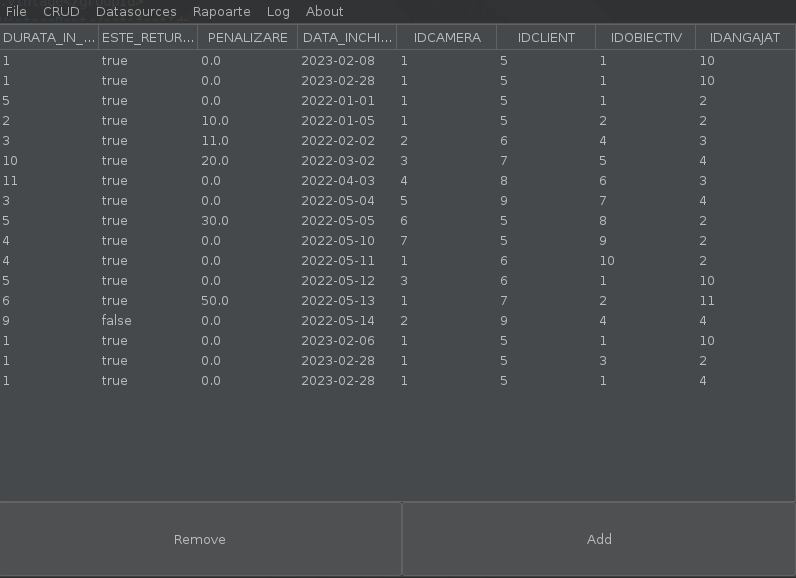 File CRUD Datasources Rapoarte Log About
DURATA_IN_... ESTE_RETUR... PENALIZARE DATA_INCHI... IDCAMERA IDCLIENT IDOBIECTIV IDANGAJAT
1 true 0.0 2023-02-08 1 5 1 10
1 true 0.0 2023-02-28 1 5 1 10
5 true 0.0 2022-01-01 1 5 1 2
2 true 10.0 2022-01-05 1 5 2 2
3 true 11.0 2022-02-02 2 6 4 3
10 true 20.0 2022-03-02 3 7 5 4
11 true 0.0 2022-04-03 4 8 6 3
3 true 0.0 2022-05-04 5 9 7 4
5 true 30.0 2022-05-05 6 5 8 2
4 true 0.0 2022-05-10 7 5 9 2
4 true 0.0 2022-05-11 1 6 10 2
5 true 0.0 2022-05-12 3 6 1 10
6 true 50.0 2022-05-13 1 7 2 11
9 false 0.0 2022-05-14 2 9 4 4
1 true 0.0 2023-02-06 1 5 1 10
1 true 0.0 2023-02-28 1 5 3 2
1 true 0.0 2023-02-28 1 5 1 4
Remove Add